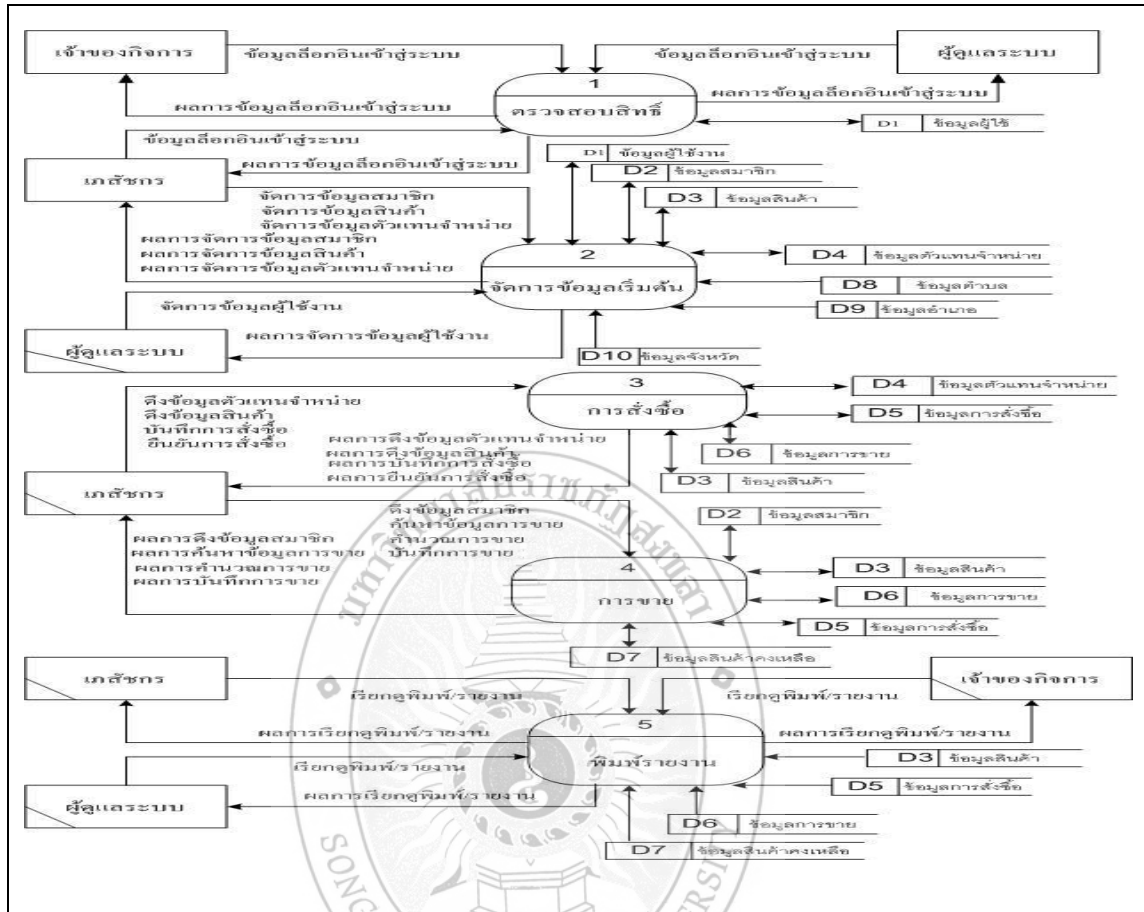 เจ้าของกิจการ
ข้อมูลล็อกอินเข้าสู่ระบบ
ข้อมูลล็อกอินเข้าสู่ระบบ
ผู้ดูแลระบบ
1
ตรวจสอบสิทธิ์
ผลการข้อมูลล็อกอินเข้าสู่ระบบ
ผลการข้อมูลล็อกอินเข้าสู่ระบบ
D1 ข้อมูลผู้ใช้
ข้อมูลล็อกอินเข้าสู่ระบบ
ผลการข้อมูลล็อกอินเข้าสู่ระบบ
เภสัชกร
D1 ข้อมูลผู้ใช้งาน
D2 ข้อมูลสมาชิก
D3 ข้อมูลสินค้า
จัดการข้อมูลสมาชิก
จัดการข้อมูลสินค้า
จัดการข้อมูลตัวแทนจำหน่าย
ผลการจัดการข้อมูลสมาชิก
ผลการจัดการข้อมูลสินค้า
ผลการจัดการข้อมูลตัวแทนจำหน่าย
2
จัดการข้อมูลเริ่มต้น
D4 ข้อมูลตัวแทนจำหน่าย
D8 ข้อมูลตำบล
D9 ข้อมูลอำเภอ
จัดการข้อมูลผู้ใช้งาน
ผลการจัดการข้อมูลผู้ใช้งาน
ผู้ดูแลระบบ
D10 ข้อมูลจังหวัด
3
การสั่งซื้อ
D4 ข้อมูลตัวแทนจำหน่าย
D5 ข้อมูลการสั่งซื้อ
D6 ข้อมูลการขาย
D3 ข้อมูลสินค้า
ดึงข้อมูลตัวแทนจำหน่าย
ดึงข้อมูลสินค้า
บันทึกการสั่งซื้อ
ยืนยันการสั่งซื้อ
ผลการดึงข้อมูลตัวแทนจำหน่าย
ผลการดึงข้อมูลสินค้า
ผลการบันทึกการสั่งซื้อ
ผลการยืนยันการสั่งซื้อ
เภสัชกร
D2 ข้อมูลสมาชิก
ดึงข้อมูลสมาชิก
ค้นหาข้อมูลการขาย
คำนวณการขาย
บันทึกการขาย
ผลการดึงข้อมูลสมาชิก
ผลการค้นหาข้อมูลการขาย
ผลการคำนวณการขาย
ผลการบันทึกการขาย
4
การขาย
D3 ข้อมูลสินค้า
D6 ข้อมูลการขาย
D5 ข้อมูลการสั่งซื้อ
D7 ข้อมูลสินค้าคงเหลือ
เภสัชกร
เรียกดูพิมพ์/รายงาน
เรียกดูพิมพ์/รายงาน
เจ้าของกิจการ
5
พิมพ์รายงาน
ผลการเรียกดูพิมพ์/รายงาน
ผลการเรียกดูพิมพ์/รายงาน
เรียกดูพิมพ์/รายงาน
ผลการเรียกดูพิมพ์/รายงาน
ผู้ดูแลระบบ
D3 ข้อมูลสินค้า
D5 ข้อมูลการสั่งซื้อ
D6 ข้อมูลการขาย
D7 ข้อมูลสินค้าคงเหลือ
มหาวิทยาลัยราชภัฏสงขลา